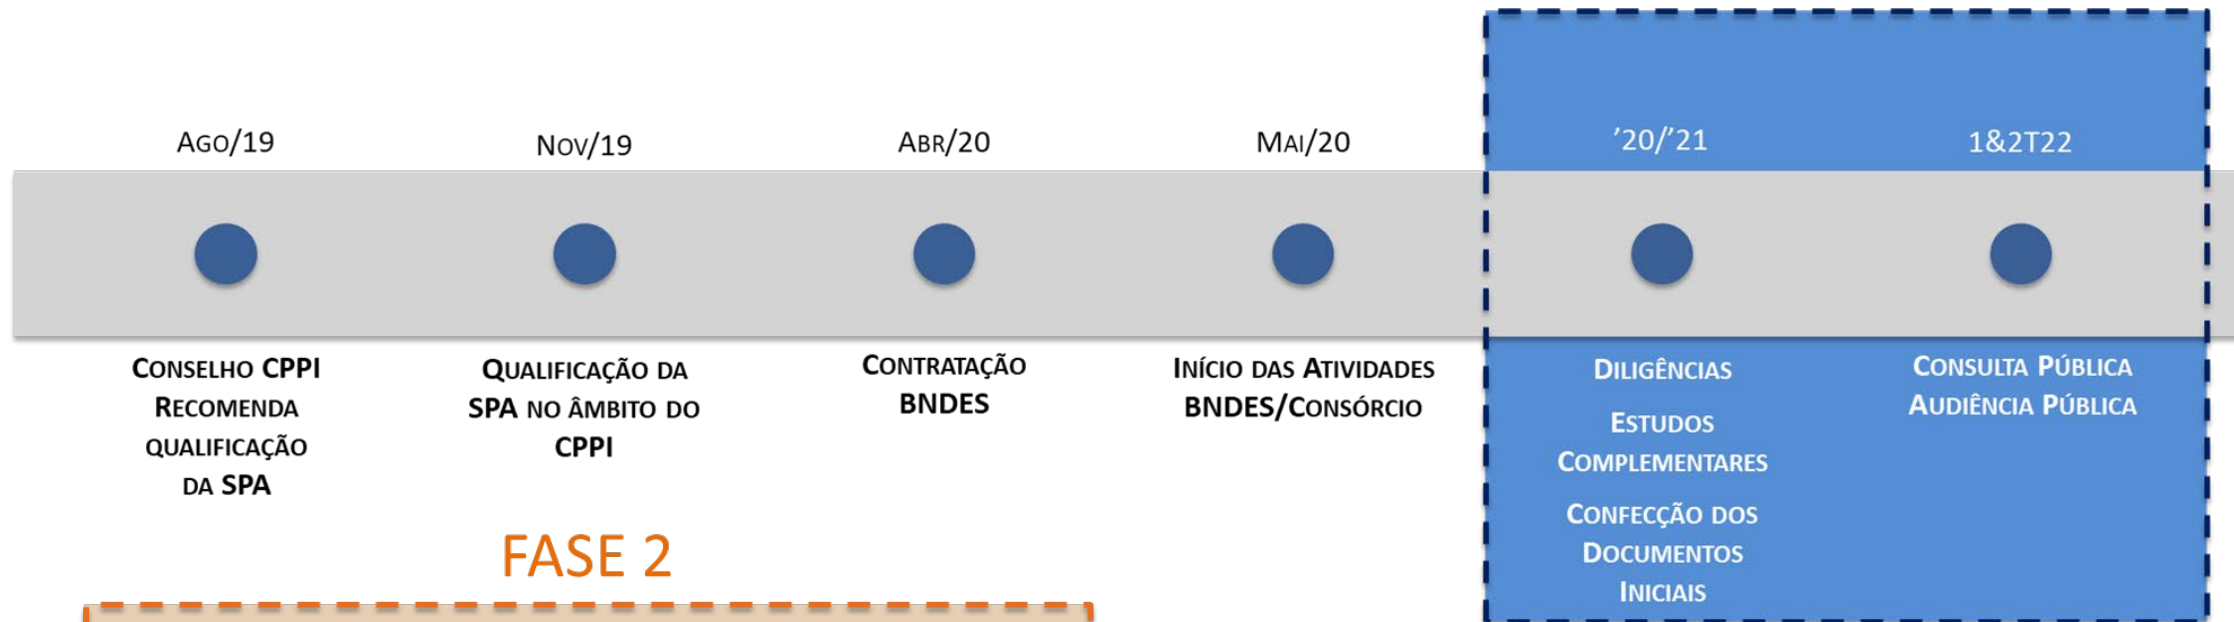 Ago/19
Nov/19
Abr/20
Mai/20
’20/’21
1&2T22
Conselho CPPI
Recomenda
qualificação
da SPA
Qualificação da
SPA no âmbito do
CPPI
Contratação
BNDES
Início das Atividades
BNDES/Consórcio
Diligências
Estudos
Complementares
Confecção dos
Documentos
Iniciais
Consulta Pública
Audiência Pública
FASE 2